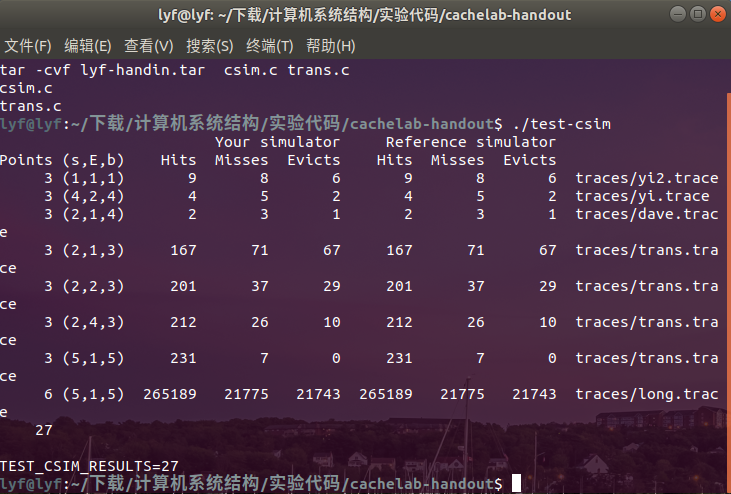 lyf@lyf: ~/下载/计算机系统结构/实验代码/cachelab-handout
文件(F) 编辑(E) 查看(V) 搜索(S) 终端(T) 帮助(H)
tar -cvf lyf-handin.tar  csim.c trans.c
csim.c
trans.c
lyf@lyf:~/下载/计算机系统结构/实验代码/cachelab-handout$ ./test-csim
                        Your simulator     Reference simulator
Points (s,E,b)    Hits  Misses  Evicts    Hits  Misses  Evicts
     3 (1,1,1)       9       8       6       9       8       6  traces/yi2.trace
     3 (4,2,4)       4       5       2       4       5       2  traces/yi.trace
     3 (2,1,4)       2       3       1       2       3       1  traces/dave.trac
e
     3 (2,1,3)     167      71      67     167      71      67  traces/trans.tra
ce
     3 (2,2,3)     201      37      29     201      37      29  traces/trans.tra
ce
     3 (2,4,3)     212      26      10     212      26      10  traces/trans.tra
ce
     3 (5,1,5)     231       7       0     231       7       0  traces/trans.tra
ce
     6 (5,1,5)  265189   21775   21743  265189   21775   21743  traces/long.trac
e
    27
TEST_CSIM_RESULTS=27
lyf@lyf:~/下载/计算机系统结构/实验代码/cachelab-handout$